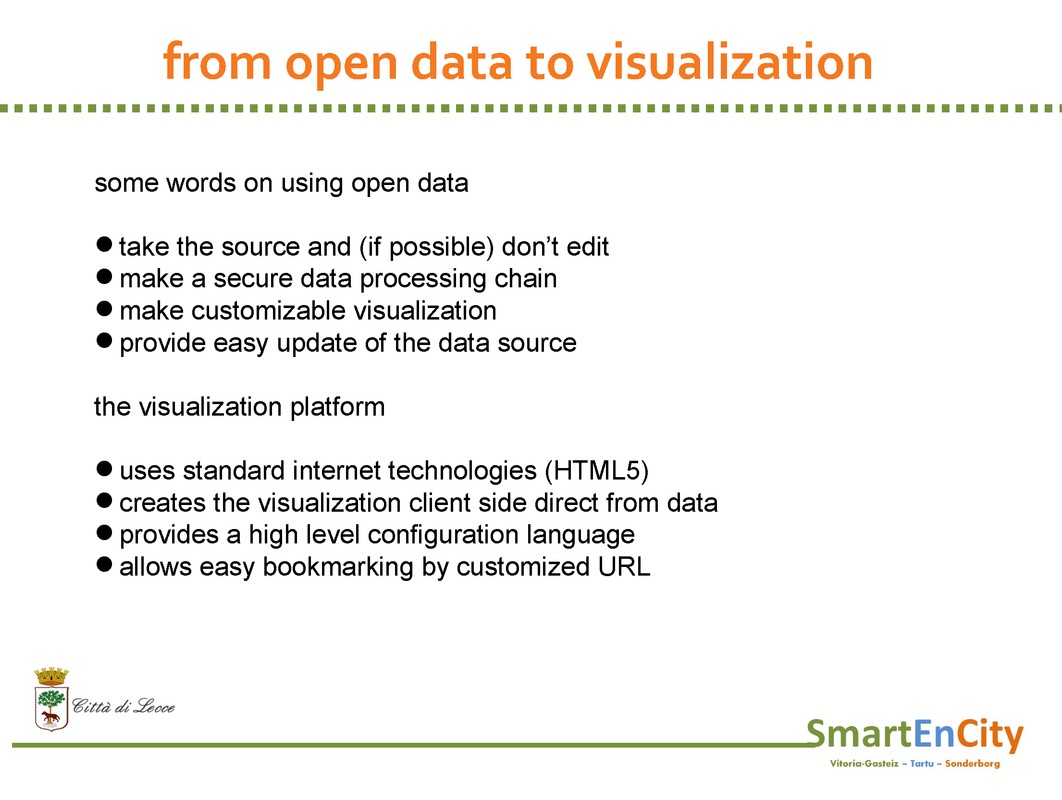 from open data to visualization
some words on using open data
● take the source and (if possible) don’t edit
● make a secure data processing chain
● make customizable visualization
● provide easy update of the data source
the visualization platform
● uses standard internet technologies (HTML5)
● creates the visualization client side direct from data
● provides a high level configuration language
● allows easy bookmarking by customized URL
Città di Lecce
SmartEnCity
Vitoria-Gasteiz – Tartu – Sonderborg